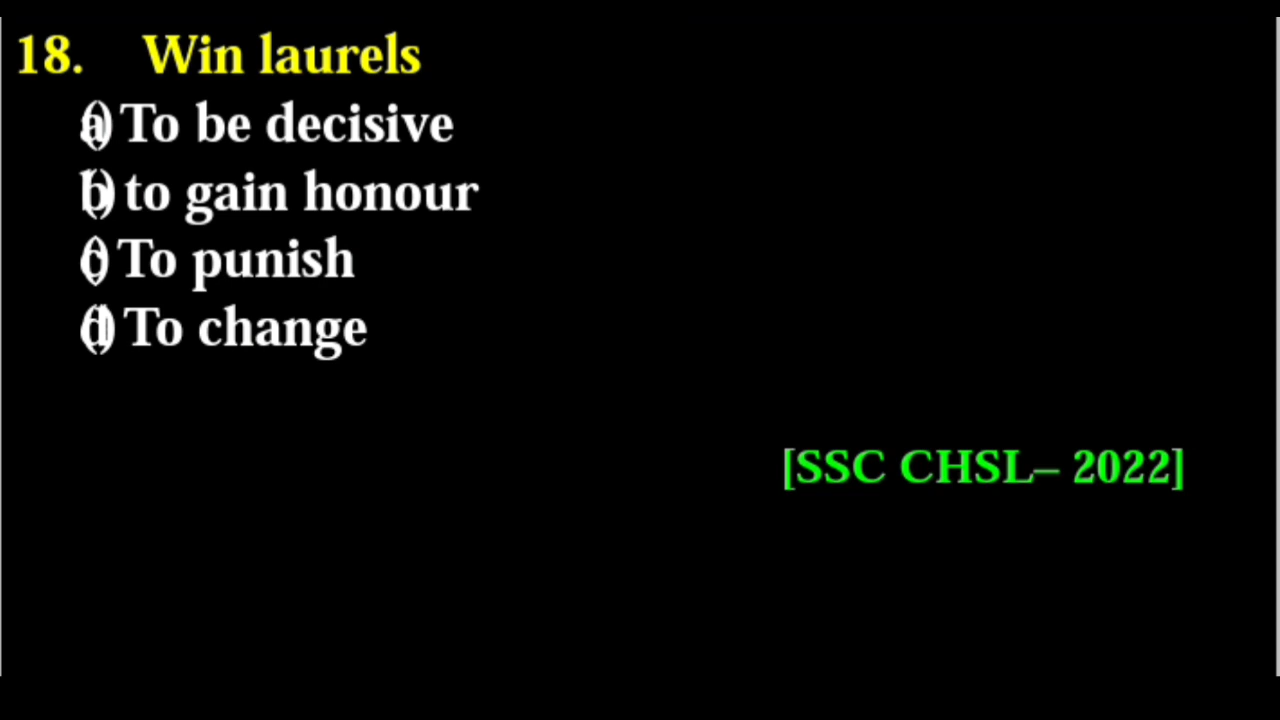 18. Win laurels
(a) To be decisive
(b) to gain honour
(c) To punish
(d) To change
[SSC CHSL– 2022]